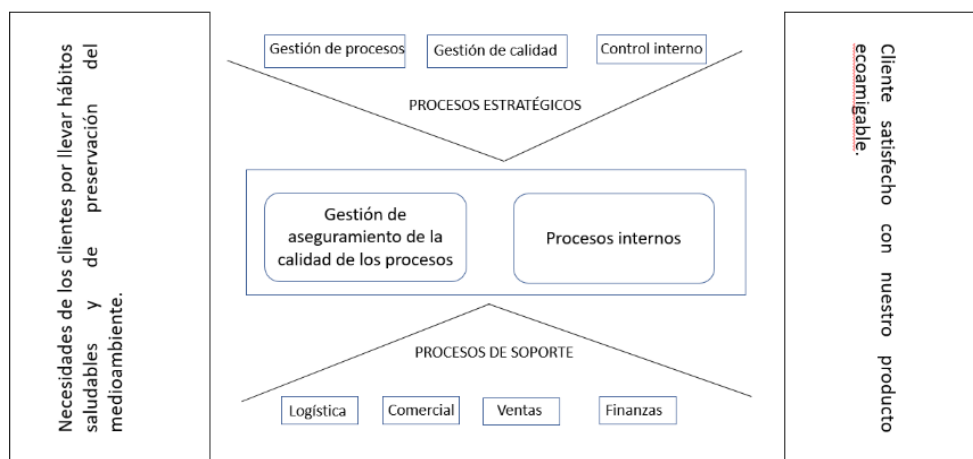 Necesidades de los clientes por llevar hábitos
saludables y de preservación del
medioambiente.
Gestión de procesos
Gestión de calidad
Control interno
PROCESOS ESTRATÉGICOS
Gestión de
aseguramiento de la
calidad de los procesos
Procesos internos
PROCESOS DE SOPORTE
Logística
Comercial
Ventas
Finanzas
Cliente satisfecho con nuestro producto
ecoamigable.